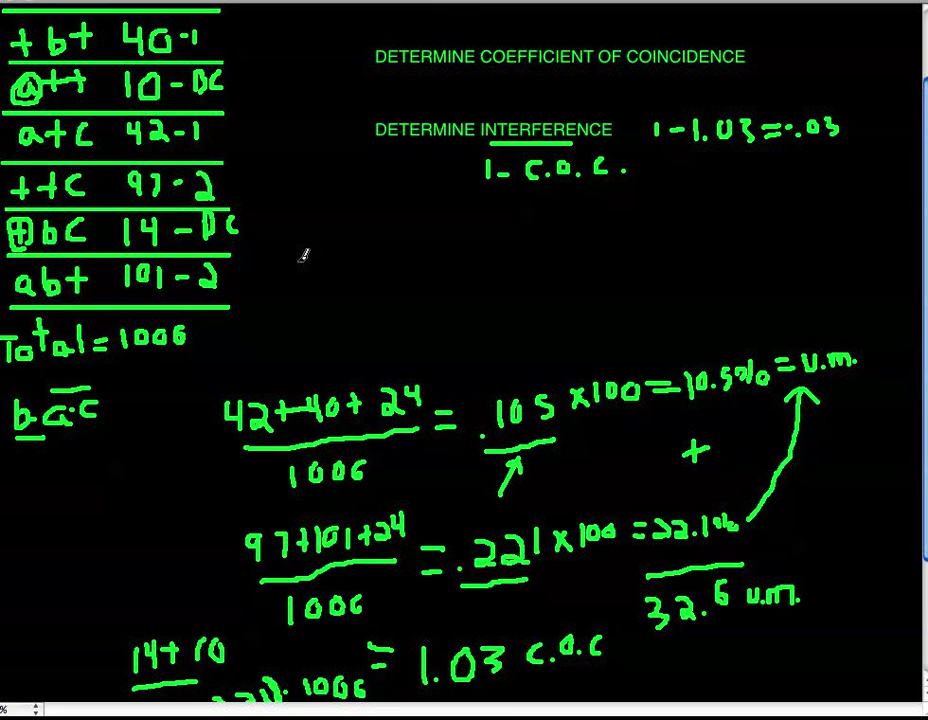 +b+ 40-1
a++ 10-DC
a+c 42-1
++c 97-2
+bc 14-DC
ab+ 101-2
Total=1006
b-a-c
DETERMINE COEFFICIENT OF COINCIDENCE
DETERMINE INTERFERENCE 1-1.03=-.03
1- C.O.C.
42+40+24 = .105 x100=10.5%=v.m.
1006
+
97+101+24 = .221 x100 =22.1%
1006
32.6 v.m.
14+10 = 1.03 C.O.C
1006
%